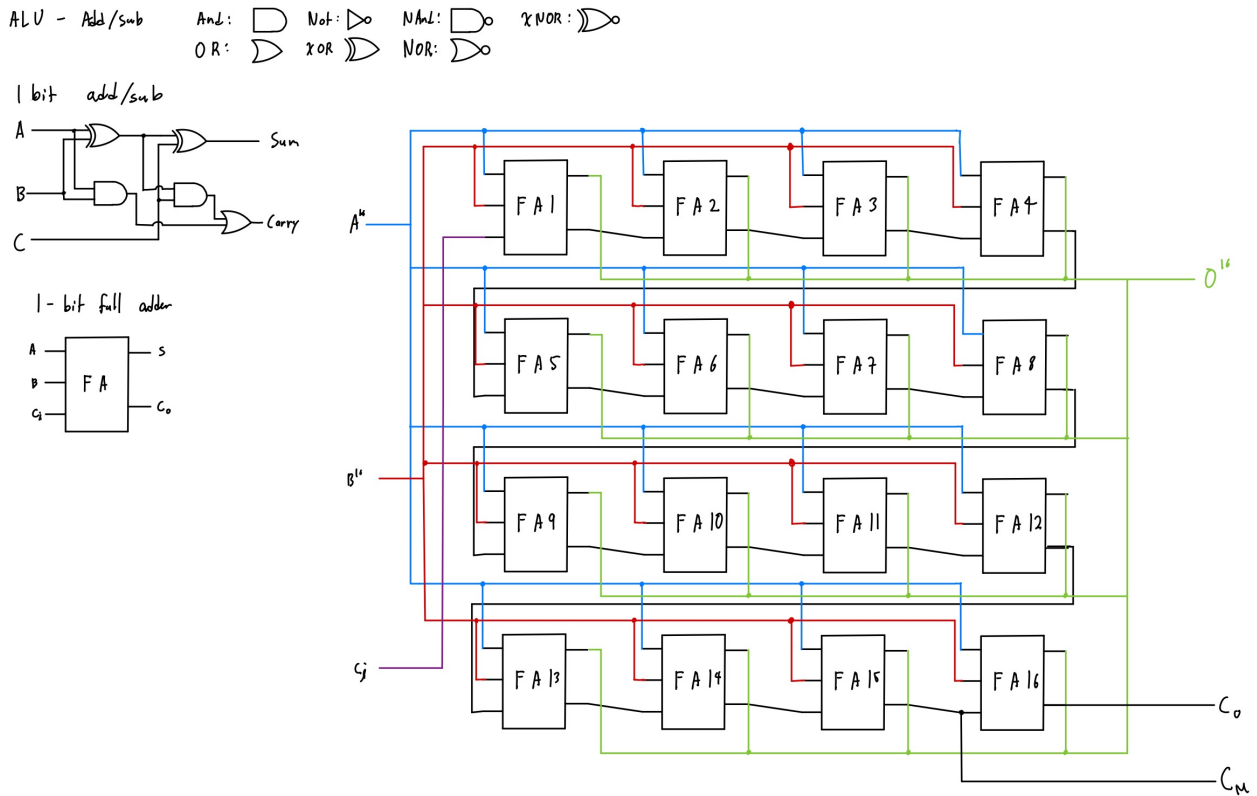 ALU - Add/sub And: Not: NAnd: XNOR:
OR: XOR NOR:
1 bit add/sub
A Sum
B
Carry
C
1-bit full adder
A S
B FA
Ci Co
A¹⁶
FA1 FA2 FA3 FA4
O¹⁶
FA5 FA6 FA7 FA8
B¹⁶
FA9 FA10 FA11 FA12
Ci
FA13 FA14 FA15 FA16
Co
CM